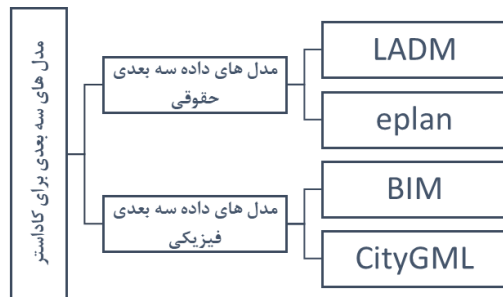 مدل های سه بعدی برای کاداستر
مدل های داده سه بعدی
حقوقی
LADM
eplan
مدل های داده سه بعدی
فیزیکی
BIM
CityGML